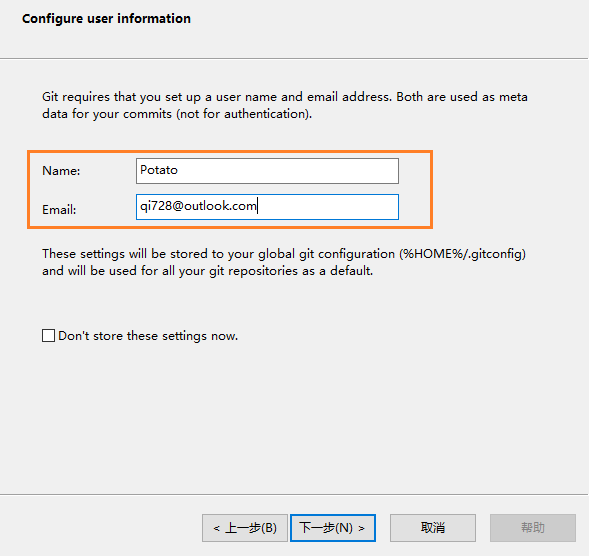 Configure user information
Git requires that you set up a user name and email address. Both are used as meta
data for your commits (not for authentication).
Name: Potato
Email: qi728@outlook.com
These settings will be stored to your global git configuration (%HOME%/.gitconfig)
and will be used for all your git repositories as a default.
Don't store these settings now.
< 上一步(B) 下一步(N) > 取消 帮助